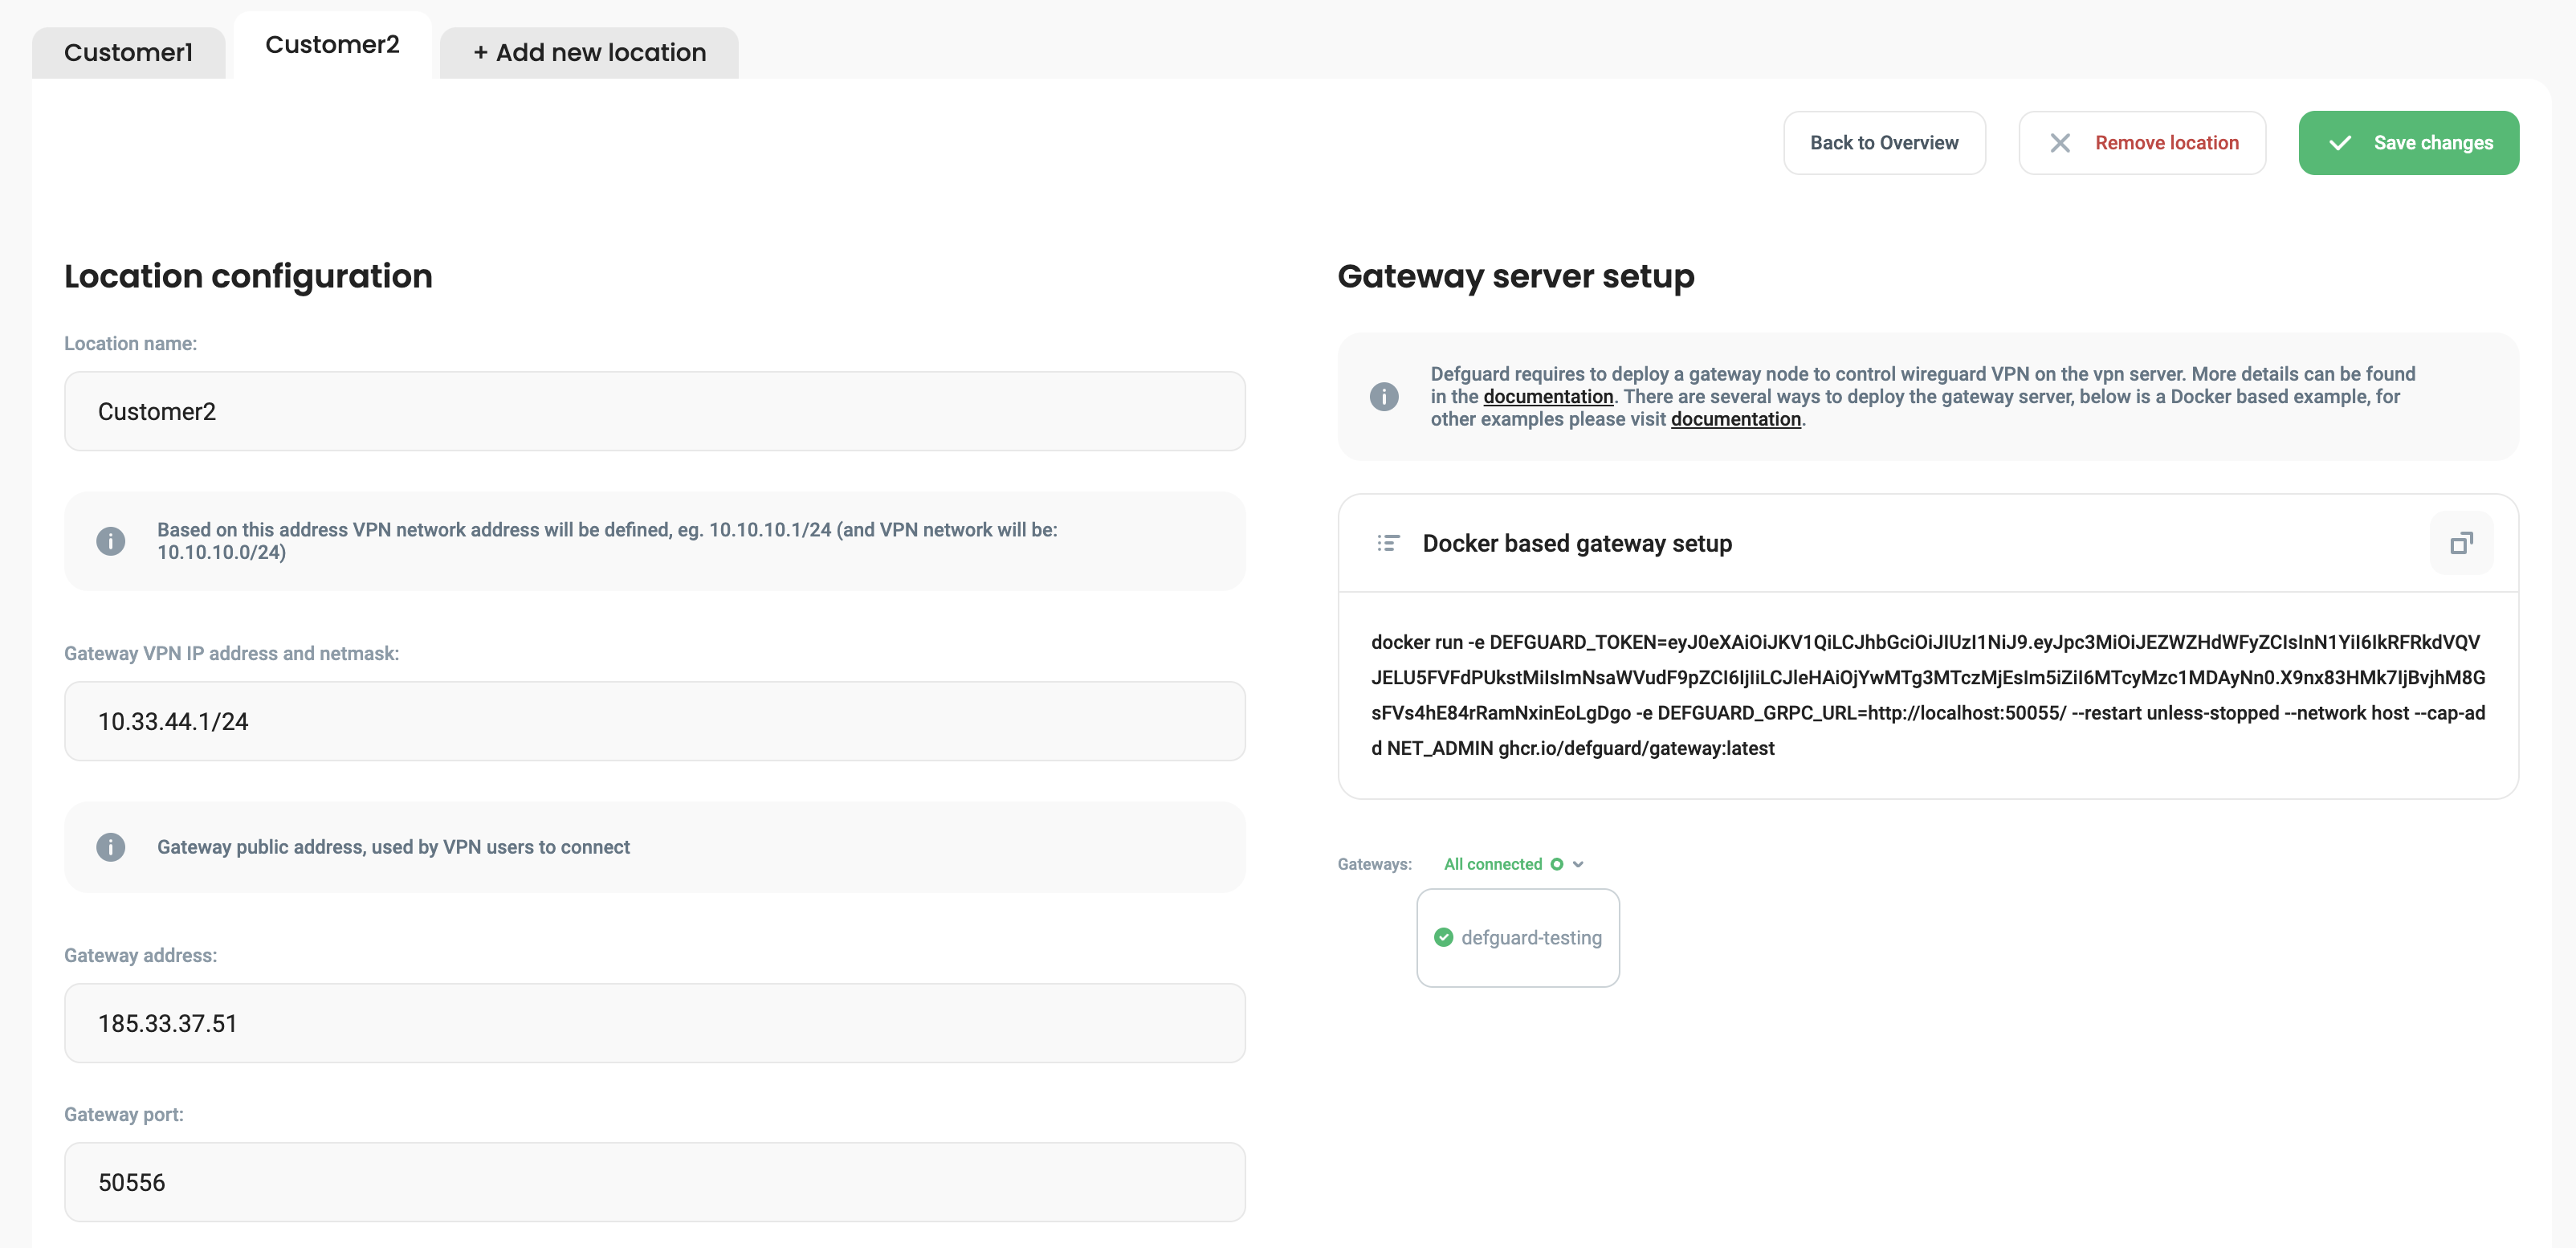 Customer1
Customer2
+ Add new location
Back to Overview
Remove location
Save changes
Location configuration
Location name:
Customer2
Based on this address VPN network address will be defined, eg. 10.10.10.1/24 (and VPN network will be:
10.10.10.0/24)
Gateway VPN IP address and netmask:
10.33.44.1/24
Gateway public address, used by VPN users to connect
Gateway address:
185.33.37.51
Gateway port:
50556
Gateway server setup
Defguard requires to deploy a gateway node to control wireguard VPN on the vpn server. More details can be found
in the documentation. There are several ways to deploy the gateway server, below is a Docker based example, for
other examples please visit documentation.
Docker based gateway setup
docker run -e DEFGUARD_TOKEN=eyJ0eXAiOiJKV1QiLCJhbGciOiJIUzI1NiJ9.eyJpc3MiOiJEZWZHdWFyZCIsInN1YiI6IkRFRkdVQV
JELU5FVFdPUkstMiIsImNsaWVudF9pZCI6IjIiLCJleHAiOjYwMTg3MTczMjEsIm5iZiI6MTcyMzc1MDAyNn0.X9nx83HMk7IjBvjhM8G
sFVs4hE84rRamNxinEoLgDgo -e DEFGUARD_GRPC_URL=http://localhost:50055/ --restart unless-stopped --network host --cap-ad
d NET_ADMIN ghcr.io/defguard/gateway:latest
Gateways:
All connected
defguard-testing